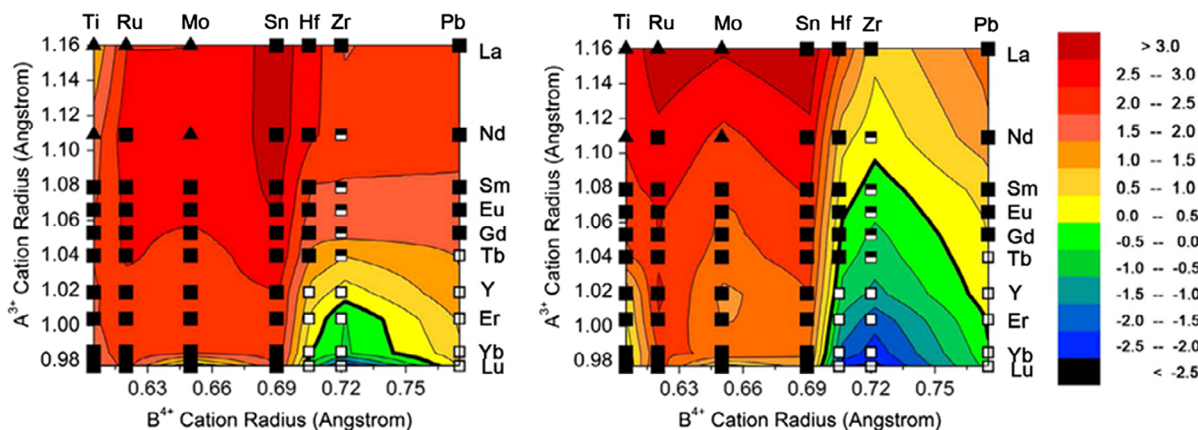 Ti Ru Mo Sn Hf Zr Pb
1.16
1.14
1.12
1.10
1.08
1.06
1.04
1.02
1.00
0.98
A3+ Cation Radius (Angstrom)
La
Nd
Sm
Eu
Gd
Tb
Y
Er
Yb
Lu
0.63 0.66 0.69 0.72 0.75
B4+ Cation Radius (Angstrom)
Ti Ru Mo Sn Hf Zr Pb
1.16
1.14
1.12
1.10
1.08
1.06
1.04
1.02
1.00
0.98
A3+ Cation Radius (Angstrom)
La
Nd
Sm
Eu
Gd
Tb
Y
Er
Yb
Lu
0.63 0.66 0.69 0.72 0.75
B4+ Cation Radius (Angstrom)
> 3.0
2.5 -- 3.0
2.0 -- 2.5
1.5 -- 2.0
1.0 -- 1.5
0.5 -- 1.0
0.0 -- 0.5
-0.5 -- 0.0
-1.0 -- -0.5
-1.5 -- -1.0
-2.0 -- -1.5
-2.5 -- -1.0
< -2.5